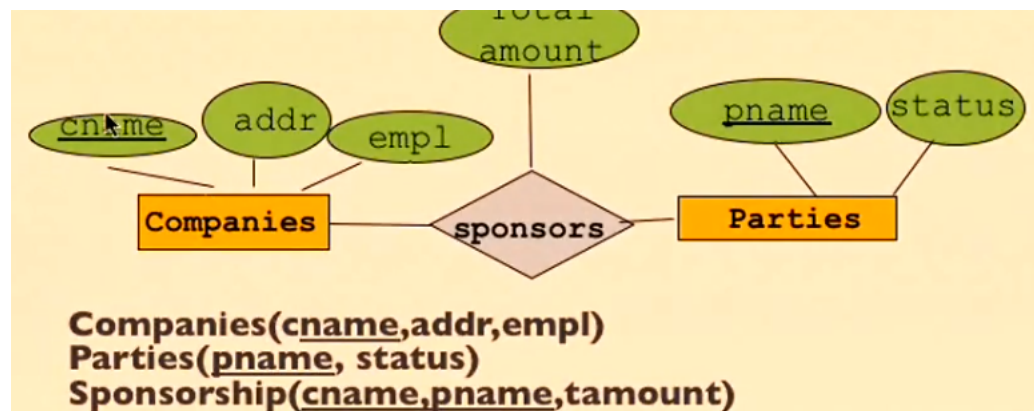 Total
amount
cname
addr
empl
pname
status
Companies
sponsors
Parties
Companies(cname,addr,empl)
Parties(pname, status)
Sponsorship(cname,pname,tamount)